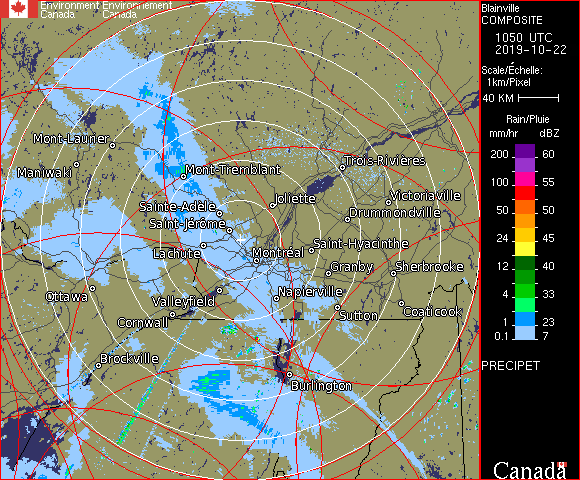 Environment Environnement
Canada Canada
Blainville
COMPOSITE
1050 UTC
2019-10-22
Scale/Échelle:
1km/Pixel
40 KM
Rain/Pluie
mm/hr dBZ
200 60
100 55
50 50
24 45
12 40
4 33
1 23
0.1 7
PRECIPET
Canada
Mont-Laurier
Maniwaki
Mont-Tremblant
Trois-Rivières
Sainte-Adèle
Joliette
Victoriaville
Drummondville
Saint-Jérôme
Lachute
Montréal
Saint-Hyacinthe
Granby
Sherbrooke
Ottawa
Valleyfield
Napierville
Cornwall
Sutton
Coaticook
Brockville
Burlington